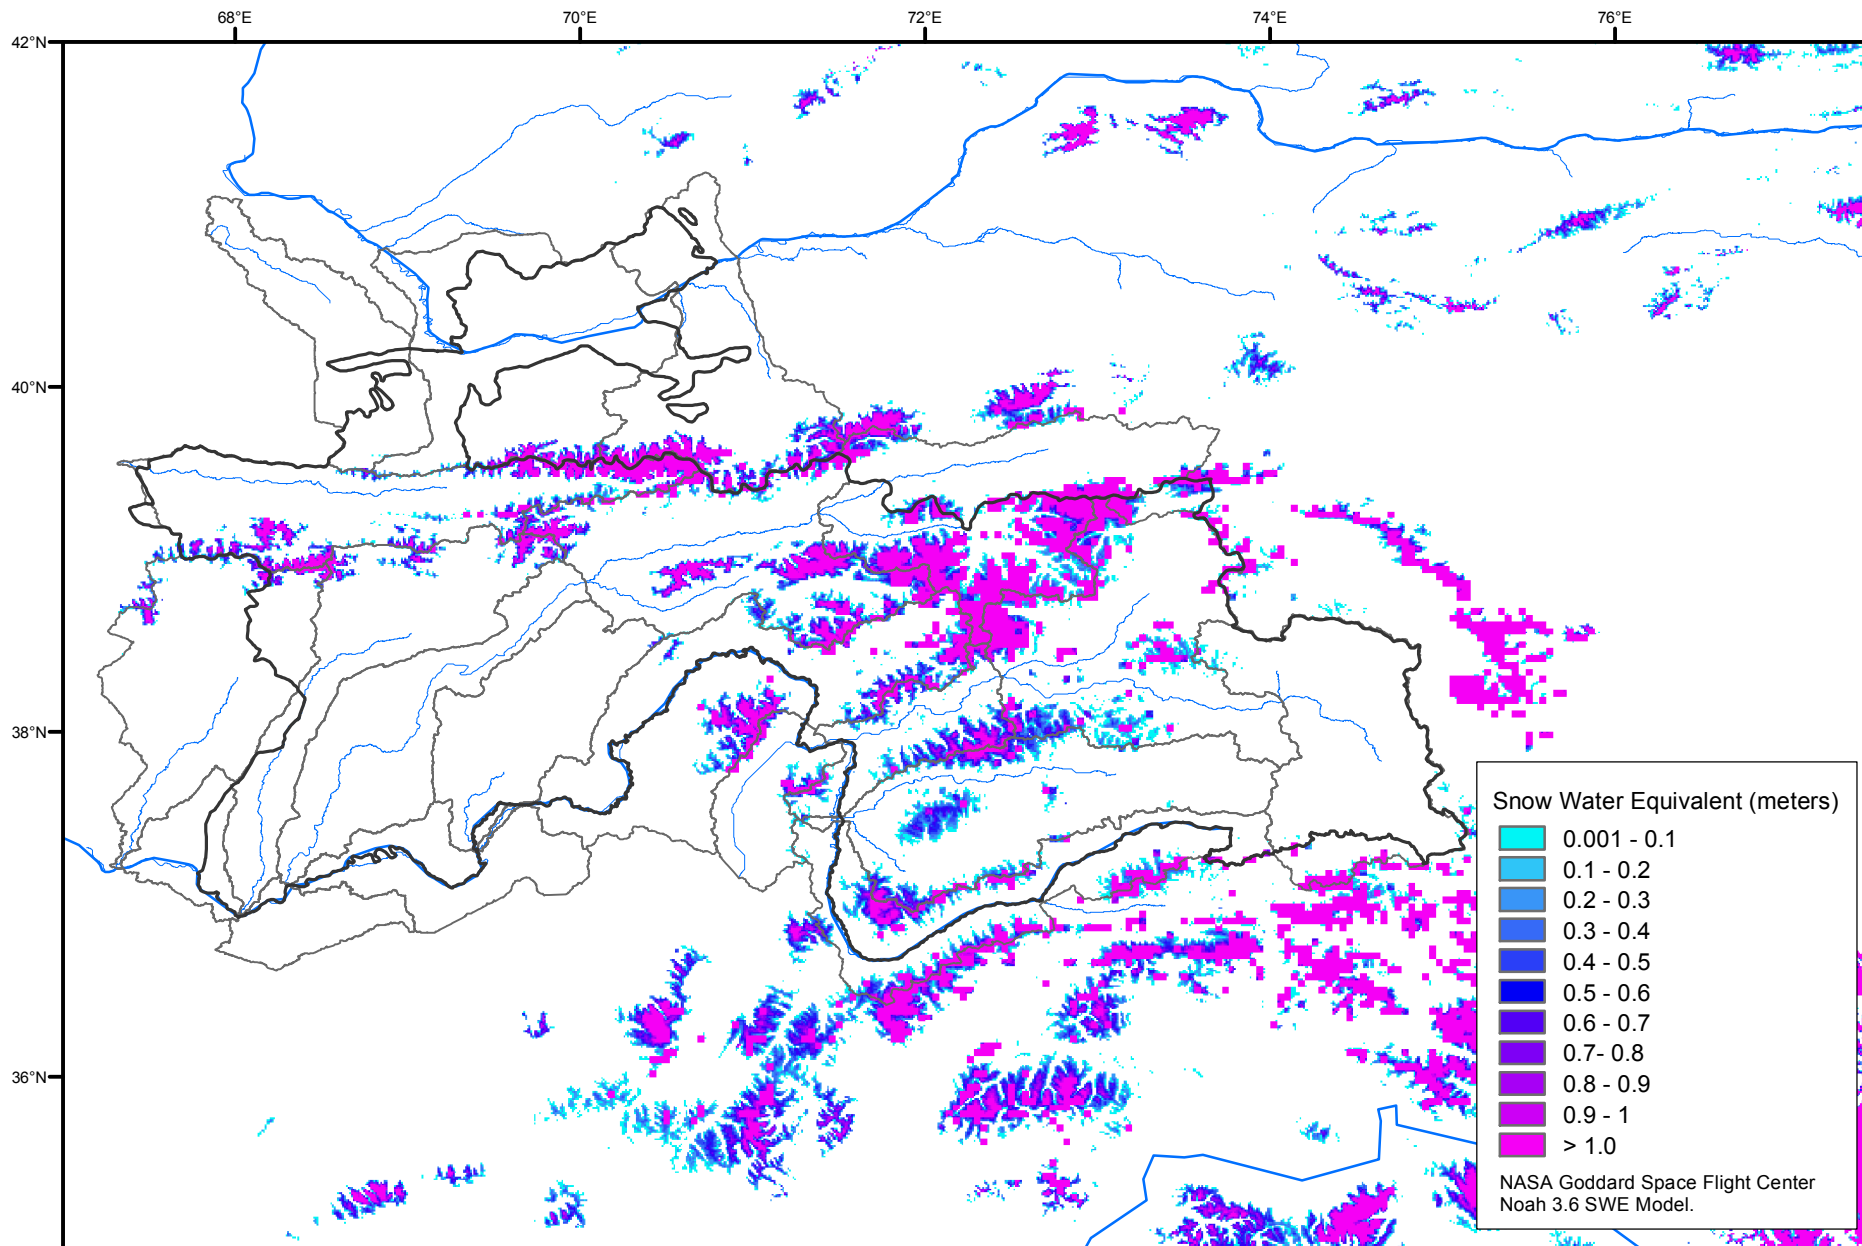 68°E
70°E
72°E
74°E
76°E
42°N
40°N
38°N
36°N
Snow Water Equivalent (meters)
0.001 - 0.1
0.1 - 0.2
0.2 - 0.3
0.3 - 0.4
0.4 - 0.5
0.5 - 0.6
0.6 - 0.7
0.7- 0.8
0.8 - 0.9
0.9 - 1
> 1.0
NASA Goddard Space Flight Center
Noah 3.6 SWE Model.